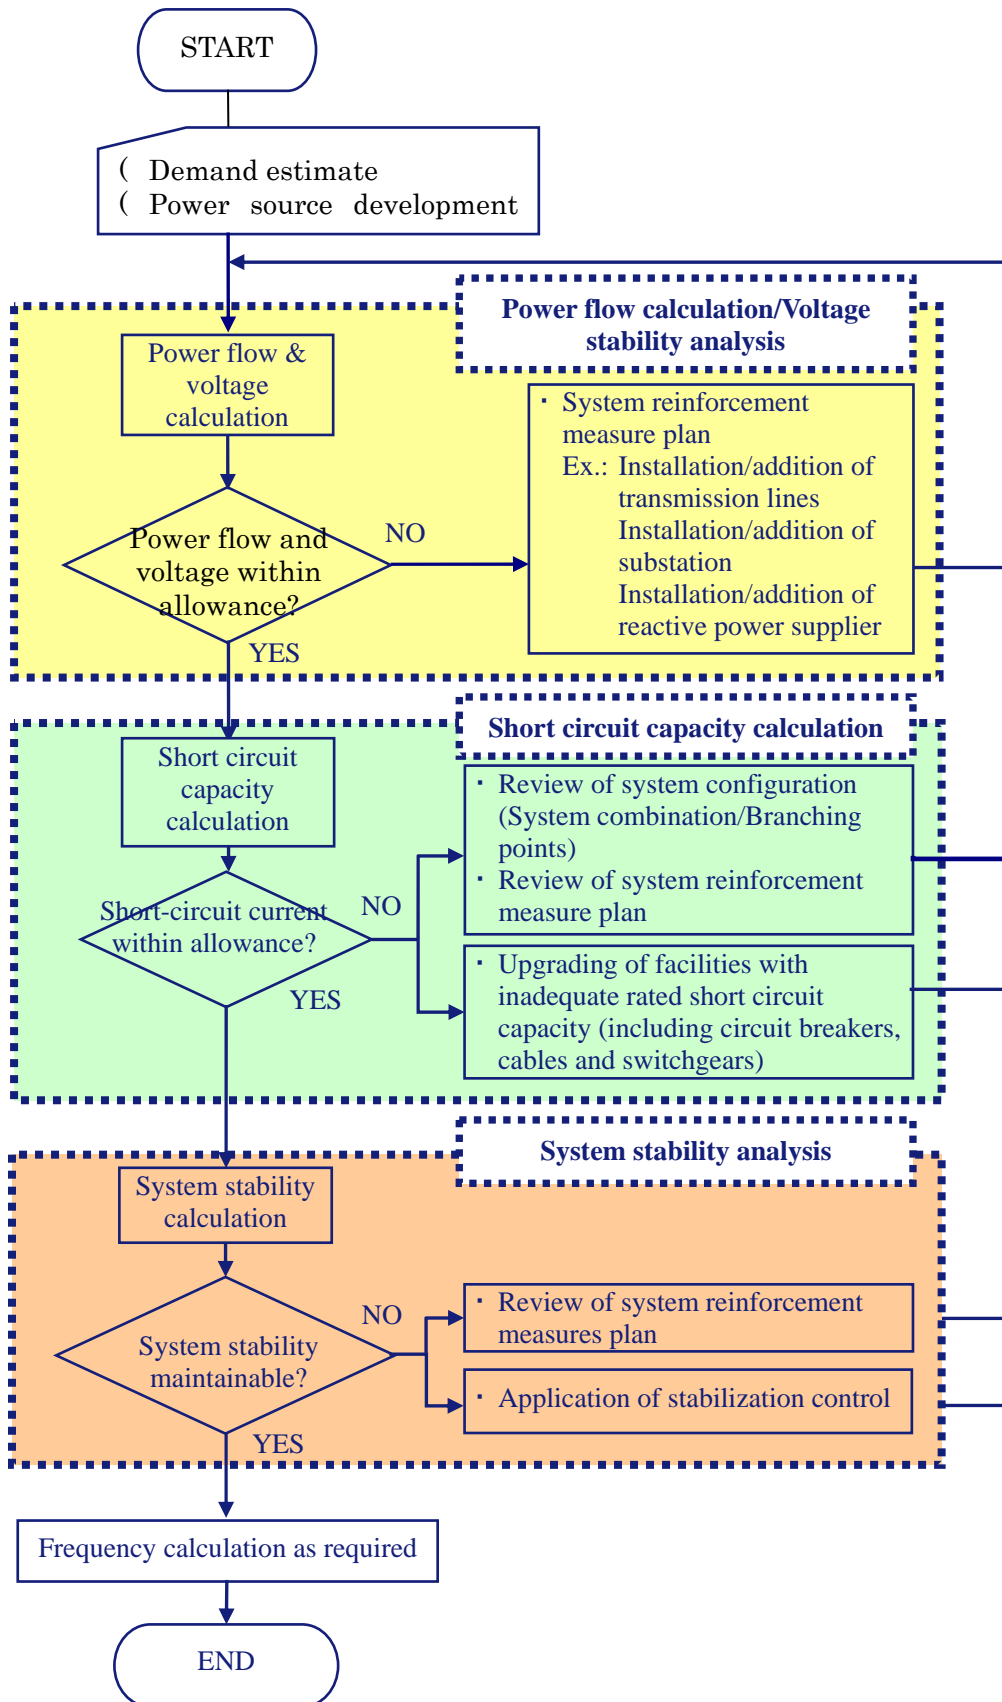 START
( Demand estimate
( Power source development
Power flow calculation/Voltage
stability analysis
Power flow &
voltage
calculation
・ System reinforcement
measure plan
Ex.: Installation/addition of
transmission lines
Installation/addition of
substation
Installation/addition of
reactive power supplier
Power flow and
voltage within
allowance?
NO
YES
Short circuit capacity calculation
Short circuit
capacity
calculation
・ Review of system configuration
(System combination/Branching
points)
・ Review of system reinforcement
measure plan
Short-circuit current
within allowance?
NO
YES
・ Upgrading of facilities with
inadequate rated short circuit
capacity (including circuit breakers,
cables and switchgears)
System stability analysis
System stability
calculation
System stability
maintainable?
NO
YES
・ Review of system reinforcement
measures plan
・ Application of stabilization control
Frequency calculation as required
END